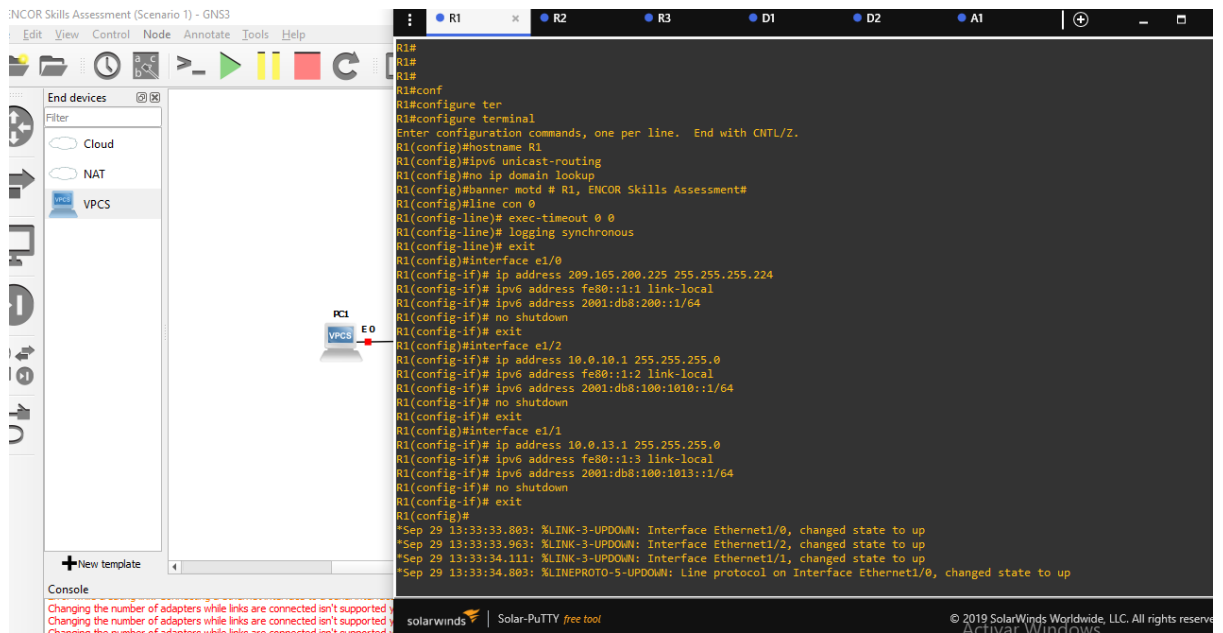 ENCOR Skills Assessment (Scenario 1) - GNS3
Edit View Control Node Annotate Tools Help
End devices
Filter
Cloud
NAT
VPCS
New template
Console
Changing the number of adapters while links are connected isn't supported y
Changing the number of adapters while links are connected isn't supported y
PC1
VPCS
E 0
R1 × R2 R3 D1 D2 A1
R1#
R1#
R1#
R1#conf
R1#configure ter
R1#configure terminal
Enter configuration commands, one per line. End with CNTL/Z.
R1(config)#hostname R1
R1(config)#ipv6 unicast-routing
R1(config)#no ip domain lookup
R1(config)#banner motd # R1, ENCOR Skills Assessment#
R1(config)#line con 0
R1(config-line)# exec-timeout 0 0
R1(config-line)# logging synchronous
R1(config-line)# exit
R1(config)#interface e1/0
R1(config-if)# ip address 209.165.200.225 255.255.255.224
R1(config-if)# ipv6 address fe80::1:1 link-local
R1(config-if)# ipv6 address 2001:db8:200::1/64
R1(config-if)# no shutdown
R1(config-if)# exit
R1(config)#interface e1/2
R1(config-if)# ip address 10.0.10.1 255.255.255.0
R1(config-if)# ipv6 address fe80::1:2 link-local
R1(config-if)# ipv6 address 2001:db8:100:1010::1/64
R1(config-if)# no shutdown
R1(config-if)# exit
R1(config)#interface e1/1
R1(config-if)# ip address 10.0.13.1 255.255.255.0
R1(config-if)# ipv6 address fe80::1:3 link-local
R1(config-if)# ipv6 address 2001:db8:100:1013::1/64
R1(config-if)# no shutdown
R1(config-if)# exit
R1(config)#
*Sep 29 13:33:33.803: %LINK-3-UPDOWN: Interface Ethernet1/0, changed state to up
*Sep 29 13:33:33.963: %LINK-3-UPDOWN: Interface Ethernet1/2, changed state to up
*Sep 29 13:33:34.111: %LINK-3-UPDOWN: Interface Ethernet1/1, changed state to up
*Sep 29 13:33:34.803: %LINEPROTO-5-UPDOWN: Line protocol on Interface Ethernet1/0, changed state to up
solarwinds Solar-PuTTY free tool
© 2019 SolarWinds Worldwide, LLC. All rights reserve
Activar Windows